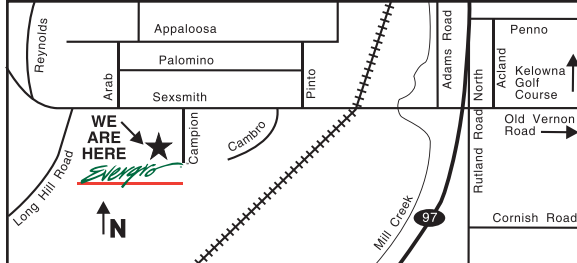 Reynolds
Appaloosa
Palomino
Arab
Sexsmith
Pinto
Adams Road
Penno
Acland
Kelowna
Golf
Course
Rutland Road North
Old Vernon
Road
WE
ARE
HERE
Campion
Cambro
Evergro
Long Hill Road
N
Mill Creek
97
Cornish Road